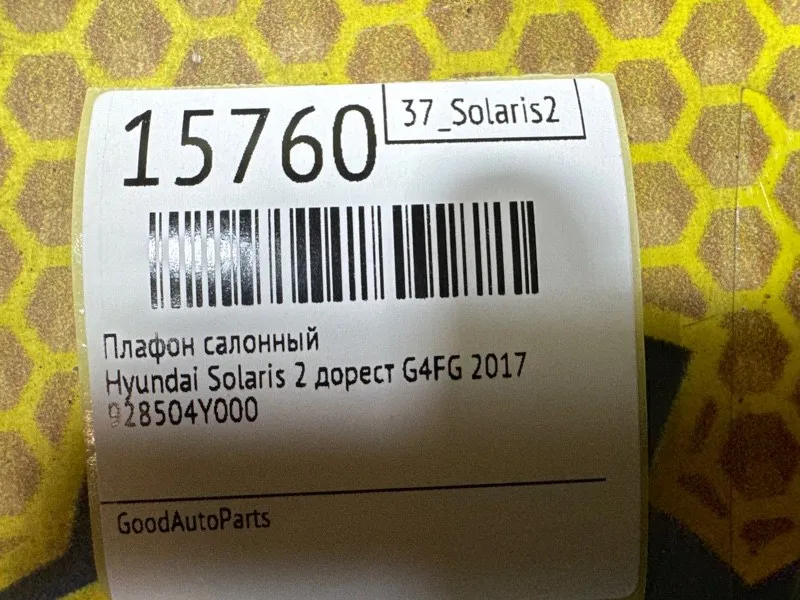 15760
37_Solaris2
Плафон салонный
Hyundai Solaris 2 дорест G4FG 2017
928504Y000
GoodAutoParts